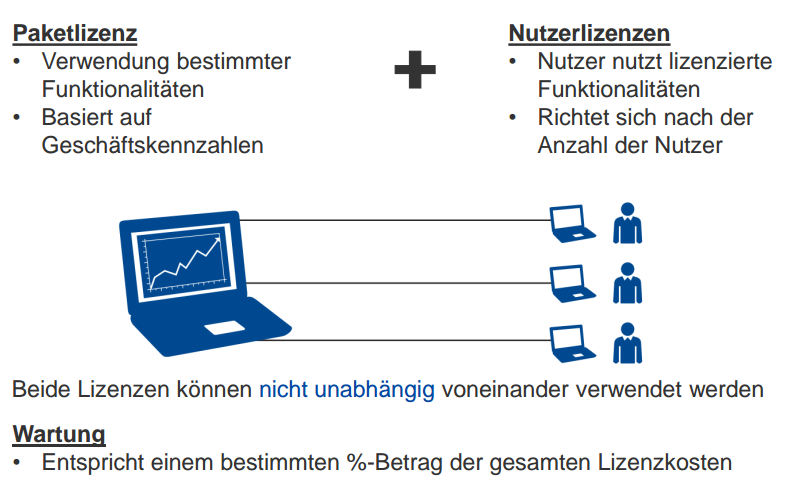 Paketlizenz
• Verwendung bestimmter
Funktionalitäten
• Basiert auf
Geschäftskennzahlen
Nutzerlizenzen
• Nutzer nutzt lizenzierte
Funktionalitäten
• Richtet sich nach der
Anzahl der Nutzer
Beide Lizenzen können nicht unabhängig voneinander verwendet werden
Wartung
• Entspricht einem bestimmten %-Betrag der gesamten Lizenzkosten